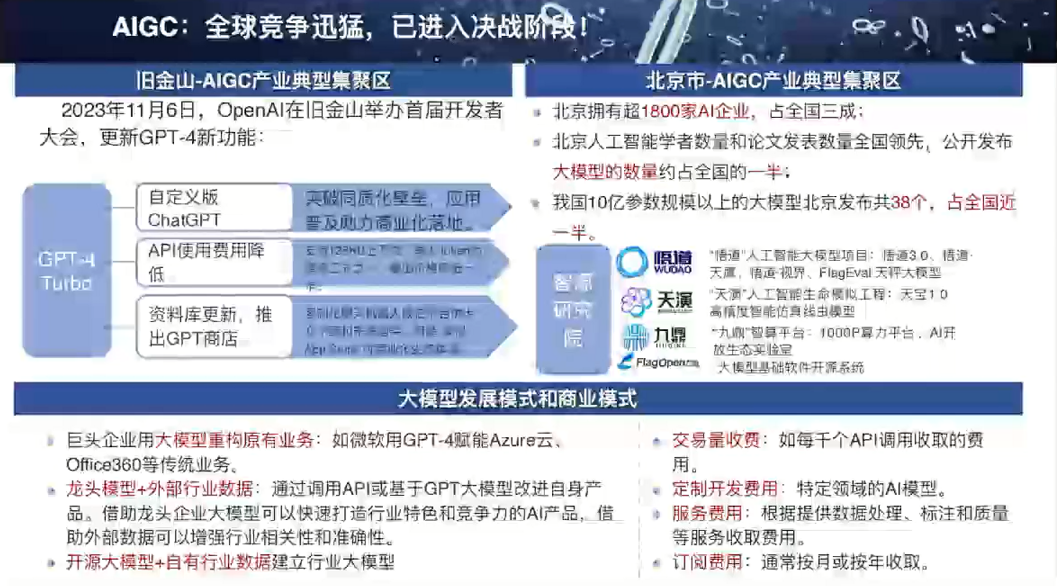 AIGC：全球竞争迅猛，已进入决战阶段！
旧金山-AIGC产业典型集聚区
2023年11月6日，OpenAI在旧金山举办首届开发者
大会，更新GPT-4新功能：
GPT-4
Turbo
自定义版
ChatGPT
突破同质化壁垒，应用
普及助力商业化落地。
API使用费用降
低
资料库更新，推
出GPT商店
北京市-AIGC产业典型集聚区
北京拥有超1800家AI企业，占全国三成；
北京人工智能学者数量和论文发表数量全国领先，公开发布
大模型的数量约占全国的一半；
我国10亿参数规模以上的大模型北京发布共38个，占全国近
一半。
智源
研究
院
悟道
WUDAO
"悟道"人工智能大模型项目：悟道3.0、悟道·
天鹰，悟道·视界、FlagEval 天秤大模型
天演
"天演"人工智能生命模拟工程：天宝1.0
高精度智能仿真线虫模型
九鼎
"九鼎"智算平台：1000P算力平台，AI开
放生态实验室
FlagOpen
大模型基础软件开源系统
大模型发展模式和商业模式
巨头企业用大模型重构原有业务：如微软用GPT-4赋能Azure云、
Office360等传统业务。
龙头模型+外部行业数据：通过调用API或基于GPT大模型改进自身产
品。借助龙头企业大模型可以快速打造行业特色和竞争力的AI产品，借
助外部数据可以增强行业相关性和准确性。
开源大模型+自有行业数据建立行业大模型
交易量收费：如每千个API调用收取的费
用。
定制开发费用：特定领域的AI模型。
服务费用：根据提供数据处理、标注和质量
等服务收取费用。
订阅费用：通常按月或按年收取。